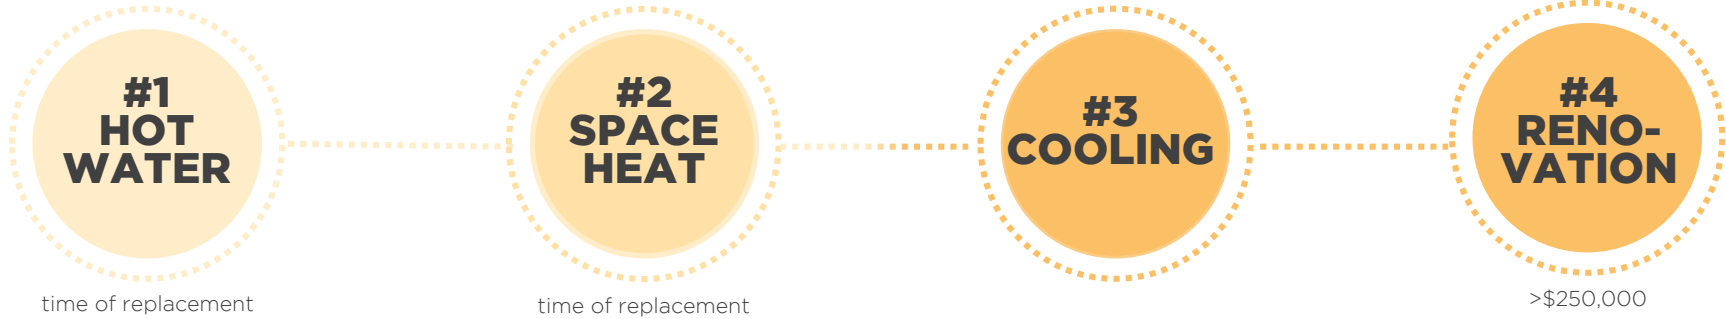 #1
HOT
WATER
time of replacement
#2
SPACE
HEAT
time of replacement
#3
COOLING
#4
RENO-
VATION
>$250,000